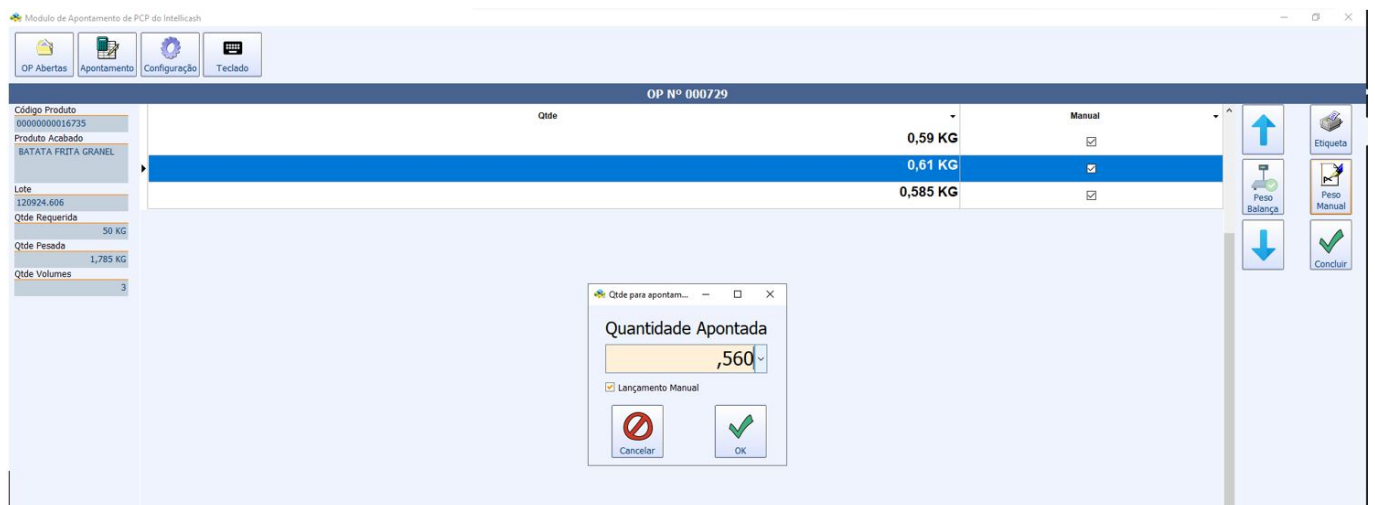 Modulo de Apontamento de PCP do Intellicash
OP Abertas
Apontamento
Configuração
Teclado
OP Nº 000729
Código Produto
00000000016735
Produto Acabado
BATATA FRITA GRANEL
Lote
120924.606
Qtde Requerida
50 KG
Qtde Pesada
1,785 KG
Qtde Volumes
3
Qtde
Manual
0,59 KG
0,61 KG
0,585 KG
Peso
Balança
Etiqueta
Peso
Manual
Concluir
Qtde para apontam...
Quantidade Apontada
,560
Lançamento Manual
Cancelar
OK